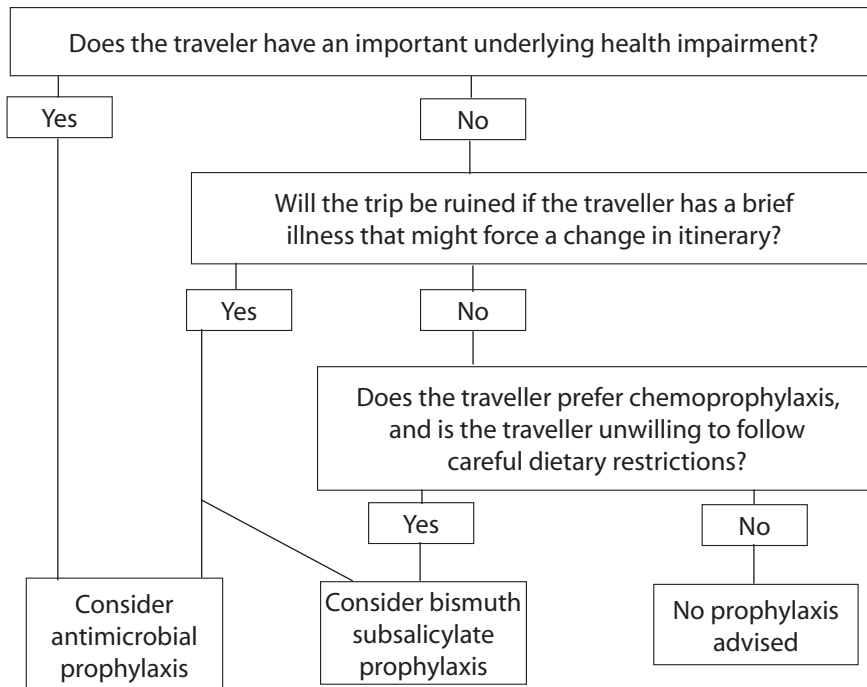 Does the traveler have an important underlying health impairment?
Yes
No
Will the trip be ruined if the traveller has a brief
illness that might force a change in itinerary?
Yes
No
Does the traveller prefer chemoprophylaxis,
and is the traveller unwilling to follow
careful dietary restrictions?
Yes
No
Consider
antimicrobial
prophylaxis
Consider bismuth
subsalicylate
prophylaxis
No prophylaxis
advised